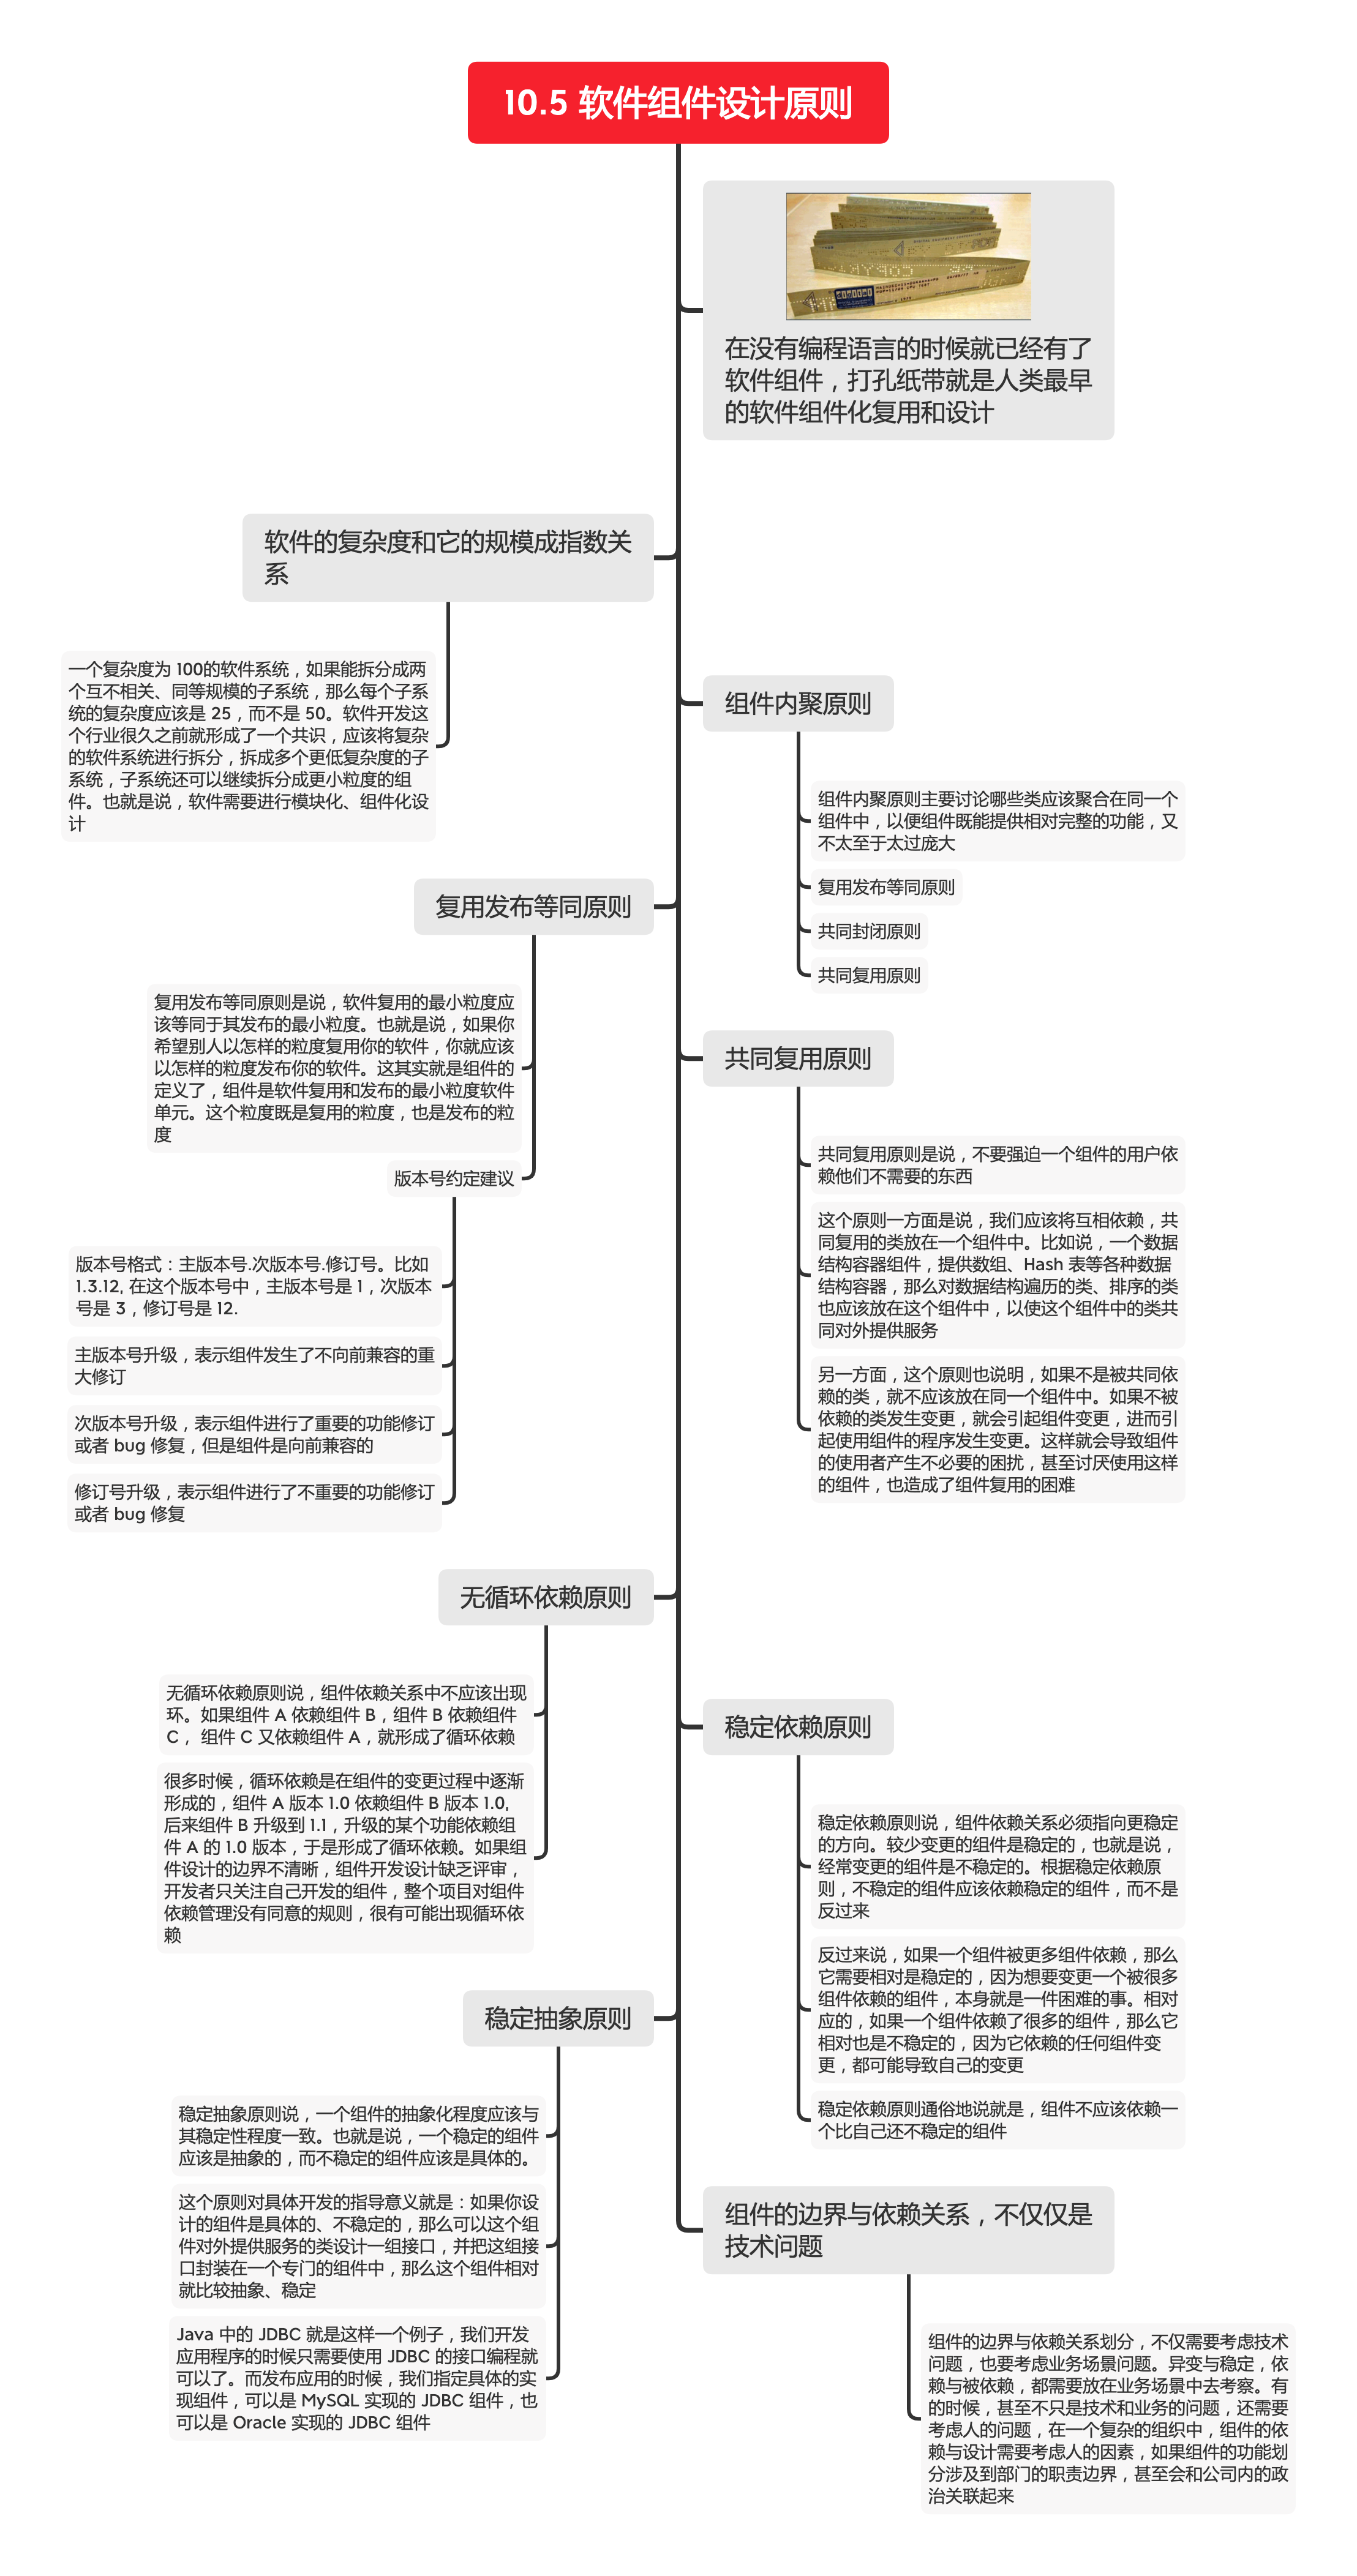 10.5 软件组件设计原则
COPY
在没有编程语言的时候就已经有了
软件组件，打孔纸带就是人类最早
的软件组件化复用和设计
软件的复杂度和它的规模成指数关
系
一个复杂度为 100的软件系统，如果能拆分成两
个互不相关、同等规模的子系统，那么每个子系
统的复杂度应该是 25，而不是 50。软件开发这
个行业很久之前就形成了一个共识，应该将复杂
的软件系统进行拆分，拆成多个更低复杂度的子
系统，子系统还可以继续拆分成更小粒度的组
件。也就是说，软件需要进行模块化、组件化设
计
组件内聚原则
组件内聚原则主要讨论哪些类应该聚合在同一个
组件中，以便组件既能提供相对完整的功能，又
不太至于太过庞大
复用发布等同原则
共同封闭原则
共同复用原则
复用发布等同原则
复用发布等同原则是说，软件复用的最小粒度应
该等同于其发布的最小粒度。也就是说，如果你
希望别人以怎样的粒度复用你的软件，你就应该
以怎样的粒度发布你的软件。这其实就是组件的
定义了，组件是软件复用和发布的最小粒度软件
单元。这个粒度既是复用的粒度，也是发布的粒
度
版本号约定建议
版本号格式：主版本号.次版本号.修订号。比如
1.3.12, 在这个版本号中，主版本号是 1，次版本
号是 3，修订号是 12.
主版本号升级，表示组件发生了不向前兼容的重
大修订
次版本号升级，表示组件进行了重要的功能修订
或者 bug 修复，但是组件是向前兼容的
修订号升级，表示组件进行了不重要的功能修订
或者 bug 修复
共同复用原则
共同复用原则是说，不要强迫一个组件的用户依
赖他们不需要的东西
这个原则一方面是说，我们应该将互相依赖，共
同复用的类放在一个组件中。比如说，一个数据
结构容器组件，提供数组、Hash 表等各种数据
结构容器，那么对数据结构遍历的类、排序的类
也应该放在这个组件中，以使这个组件中的类共
同对外提供服务
另一方面，这个原则也说明，如果不是被共同依
赖的类，就不应该放在同一个组件中。如果不被
依赖的类发生变更，就会引起组件变更，进而引
起使用组件的程序发生变更。这样就会导致组件
的使用者产生不必要的困扰，甚至讨厌使用这样
的组件，也造成了组件复用的困难
无循环依赖原则
无循环依赖原则说，组件依赖关系中不应该出现
环。如果组件 A 依赖组件 B，组件 B 依赖组件
C， 组件 C 又依赖组件 A，就形成了循环依赖
很多时候，循环依赖是在组件的变更过程中逐渐
形成的，组件 A 版本 1.0 依赖组件 B 版本 1.0,
后来组件 B 升级到 1.1，升级的某个功能依赖组
件 A 的 1.0 版本，于是形成了循环依赖。如果组
件设计的边界不清晰，组件开发设计缺乏评审，
开发者只关注自己开发的组件，整个项目对组件
依赖管理没有同意的规则，很有可能出现循环依
赖
稳定依赖原则
稳定依赖原则说，组件依赖关系必须指向更稳定
的方向。较少变更的组件是稳定的，也就是说，
经常变更的组件是不稳定的。根据稳定依赖原
则，不稳定的组件应该依赖稳定的组件，而不是
反过来
反过来说，如果一个组件被更多组件依赖，那么
它需要相对是稳定的，因为想要变更一个被很多
组件依赖的组件，本身就是一件困难的事。相对
应的，如果一个组件依赖了很多的组件，那么它
相对也是不稳定的，因为它依赖的任何组件变
更，都可能导致自己的变更
稳定依赖原则通俗地说就是，组件不应该依赖一
个比自己还不稳定的组件
稳定抽象原则
稳定抽象原则说，一个组件的抽象化程度应该与
其稳定性程度一致。也就是说，一个稳定的组件
应该是抽象的，而不稳定的组件应该是具体的。
这个原则对具体开发的指导意义就是：如果你设
计的组件是具体的、不稳定的，那么可以这个组
件对外提供服务的类设计一组接口，并把这组接
口封装在一个专门的组件中，那么这个组件相对
就比较抽象、稳定
Java 中的 JDBC 就是这样一个例子，我们开发
应用程序的时候只需要使用 JDBC 的接口编程就
可以了。而发布应用的时候，我们指定具体的实
现组件，可以是 MySQL 实现的 JDBC 组件，也
可以是 Oracle 实现的 JDBC 组件
组件的边界与依赖关系，不仅仅是
技术问题
组件的边界与依赖关系划分，不仅需要考虑技术
问题，也要考虑业务场景问题。异变与稳定，依
赖与被依赖，都需要放在业务场景中去考察。有
的时候，甚至不只是技术和业务的问题，还需要
考虑人的问题，在一个复杂的组织中，组件的依
赖与设计需要考虑人的因素，如果组件的功能划
分涉及到部门的职责边界，甚至会和公司内的政
治关联起来